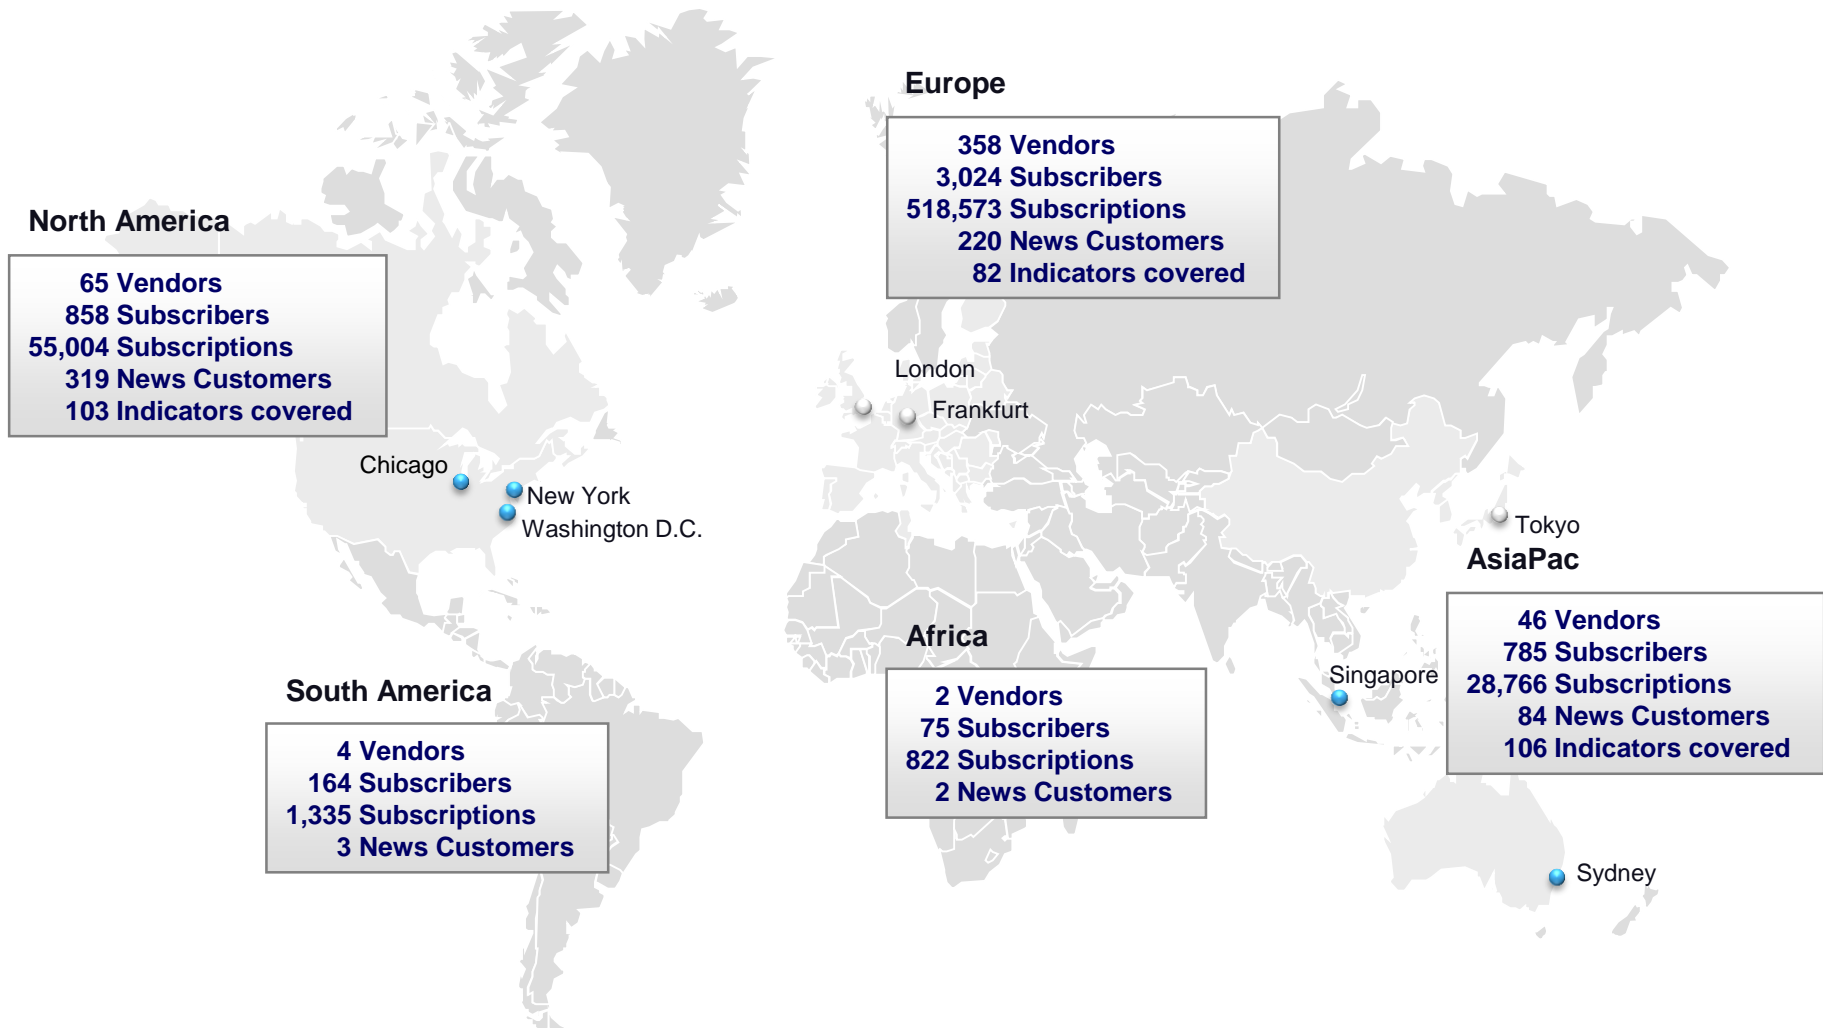 Europe
358 Vendors
3,024 Subscribers
518,573 Subscriptions
220 News Customers
82 Indicators covered
North America
65 Vendors
858 Subscribers
55,004 Subscriptions
319 News Customers
103 Indicators covered
London
Frankfurt
Chicago
New York
Washington D.C.
Tokyo
AsiaPac
46 Vendors
785 Subscribers
28,766 Subscriptions
84 News Customers
106 Indicators covered
Africa
2 Vendors
75 Subscribers
822 Subscriptions
2 News Customers
Singapore
South America
4 Vendors
164 Subscribers
1,335 Subscriptions
3 News Customers
Sydney